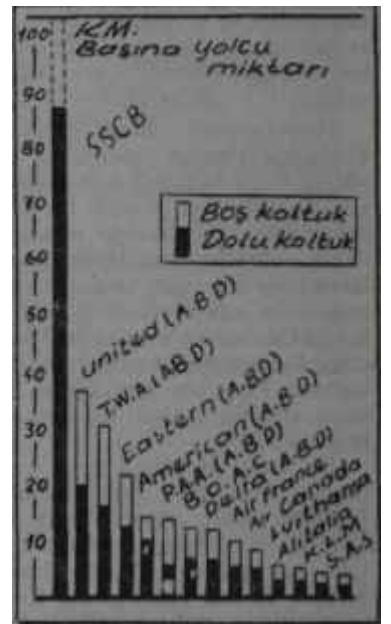 KM.
Başına yolcu
miktarı
100
90
80
70
60
50
40
30
20
10
SSCB
Boş koltuk
Dolu koltuk
United (A.B.D)
T.W.A. (A.B.D)
Eastern (A.B.D)
American (A.B.D)
P.A.A. (A.B.D)
B.O.A.C.
Delta (A.B.D)
Air France
Air Canada
Lufthansa
Alitalia
K.L.M
S.A.S